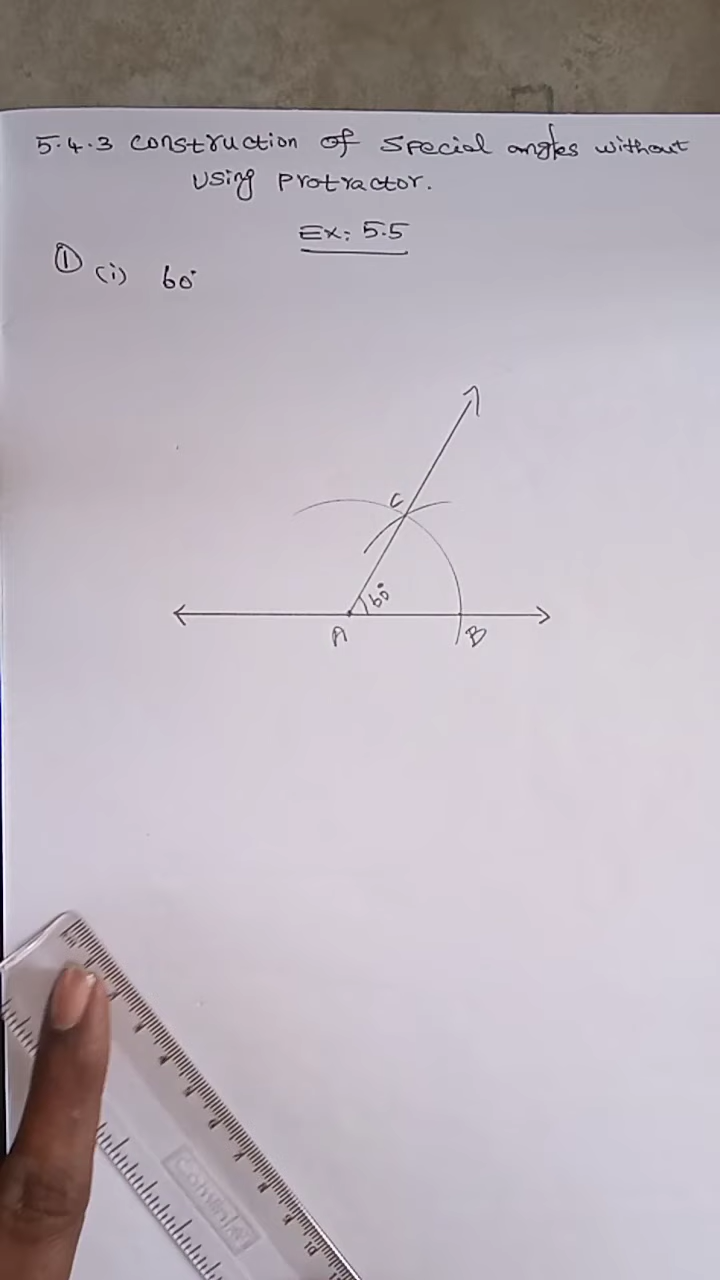 5.4.3 Construction of special angles without
using protractor.
Ex: 5.5
① (i) 60°
C
60°
A B